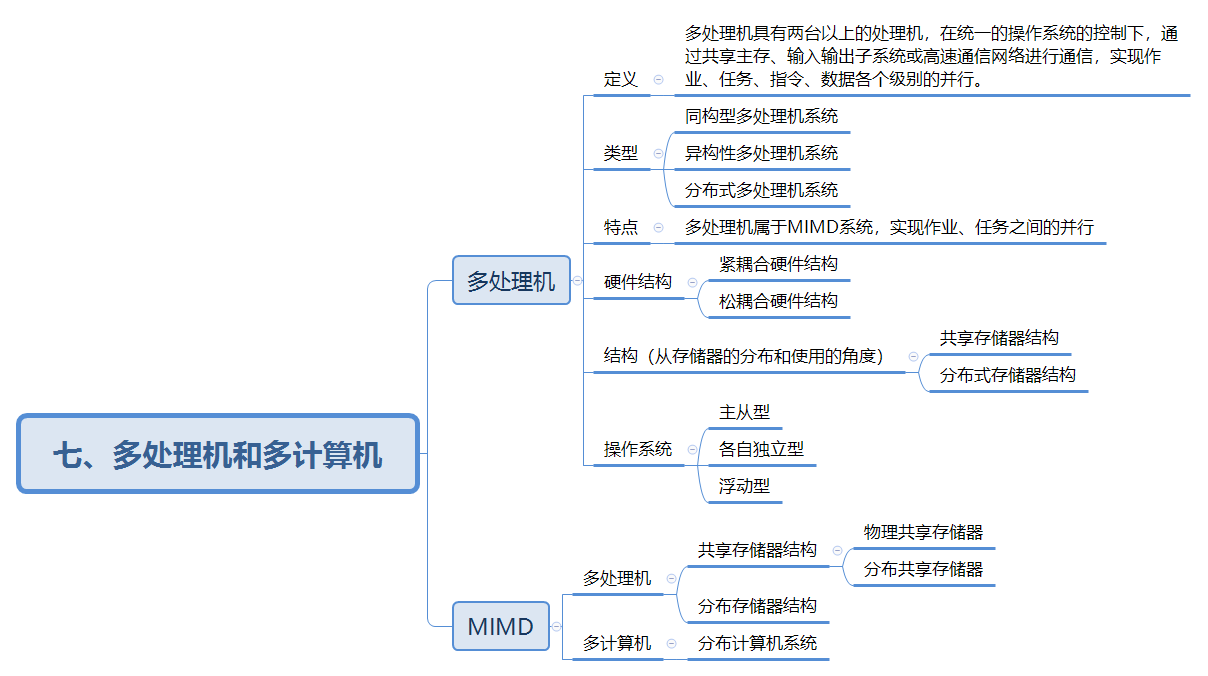 七、多处理机和多计算机
多处理机
定义
多处理机具有两台以上的处理机，在统一的操作系统的控制下，通
过共享主存、输入输出子系统或高速通信网络进行通信，实现作
业、任务、指令、数据各个级别的并行。
类型
同构型多处理机系统
异构性多处理机系统
分布式多处理机系统
特点
多处理机属于MIMD系统，实现作业、任务之间的并行
硬件结构
紧耦合硬件结构
松耦合硬件结构
结构（从存储器的分布和使用的角度）
共享存储器结构
分布式存储器结构
操作系统
主从型
各自独立型
浮动型
MIMD
多处理机
共享存储器结构
物理共享存储器
分布共享存储器
分布存储器结构
多计算机
分布计算机系统